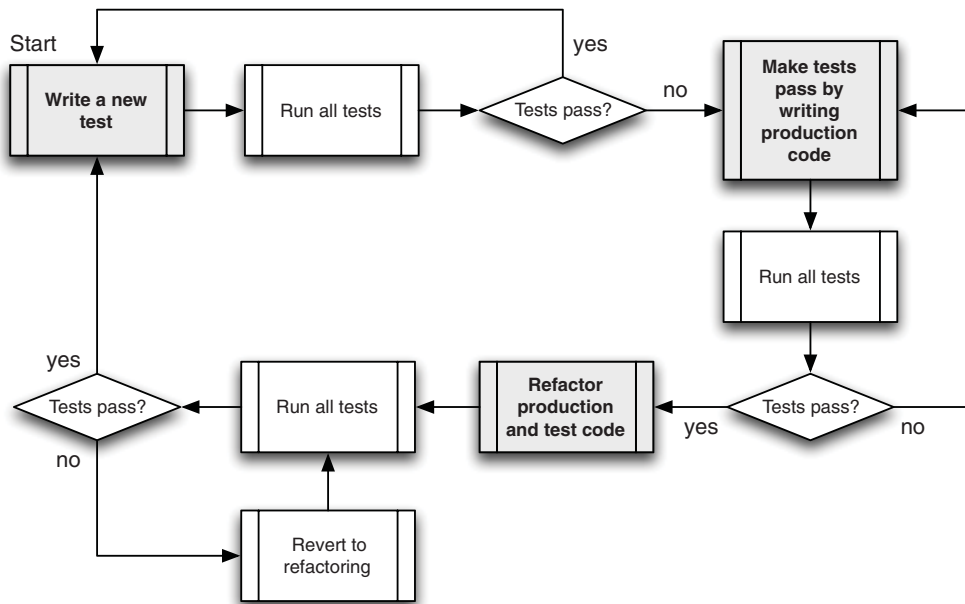 Start
yes
Write a new
test
Run all tests
Tests pass?
no
Make tests
pass by
writing
production
code
Run all tests
yes
Tests pass?
no
Run all tests
Refactor
production
and test code
yes
Tests pass?
no
Revert to
refactoring